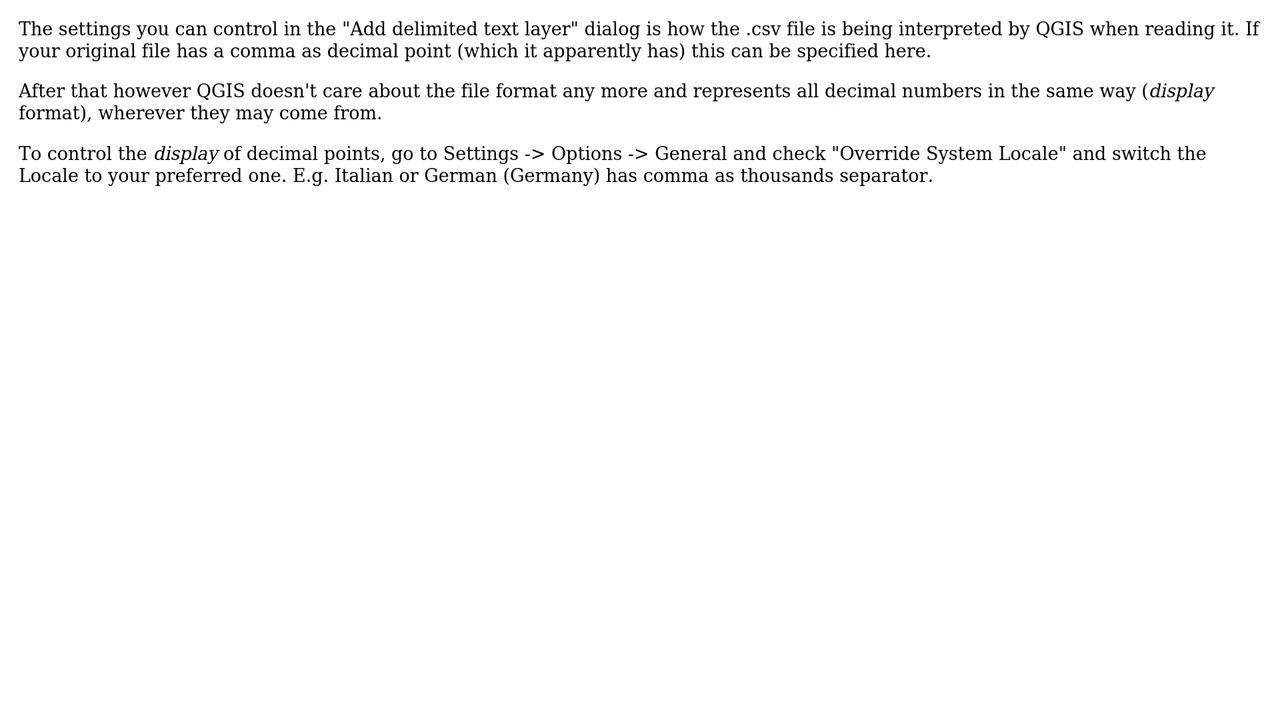 The settings you can control in the "Add delimited text layer" dialog is how the .csv file is being interpreted by QGIS when reading it. If
your original file has a comma as decimal point (which it apparently has) this can be specified here.
After that however QGIS doesn't care about the file format any more and represents all decimal numbers in the same way (display
format), wherever they may come from.
To control the display of decimal points, go to Settings -> Options -> General and check "Override System Locale" and switch the
Locale to your preferred one. E.g. Italian or German (Germany) has comma as thousands separator.